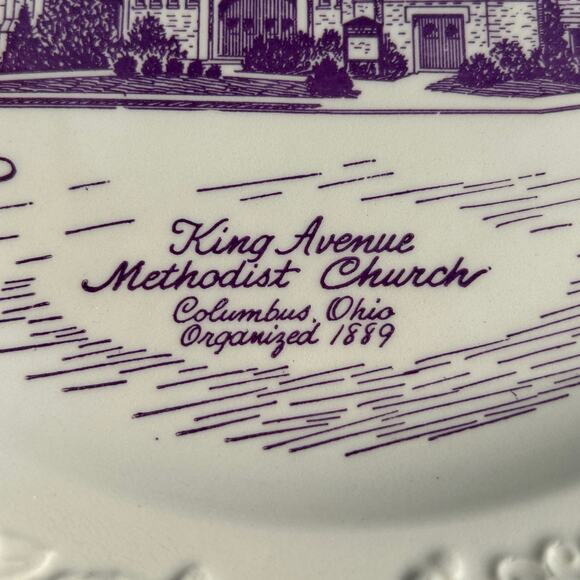 King Avenue
Methodist Church
Columbus, Ohio
Organized 1889